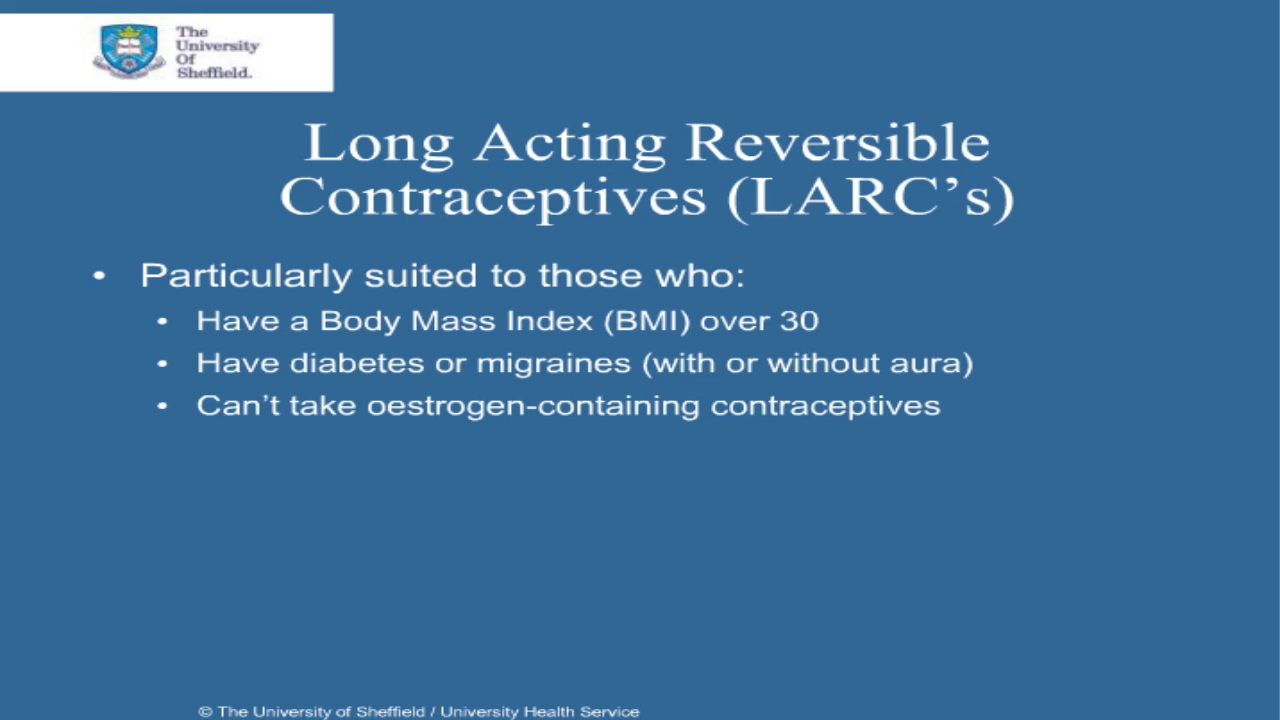 The
University
Of
Sheffield.
Long Acting Reversible
Contraceptives (LARC’s)
• Particularly suited to those who:
• Have a Body Mass Index (BMI) over 30
• Have diabetes or migraines (with or without aura)
• Can’t take oestrogen-containing contraceptives
© The University of Sheffield / University Health Service